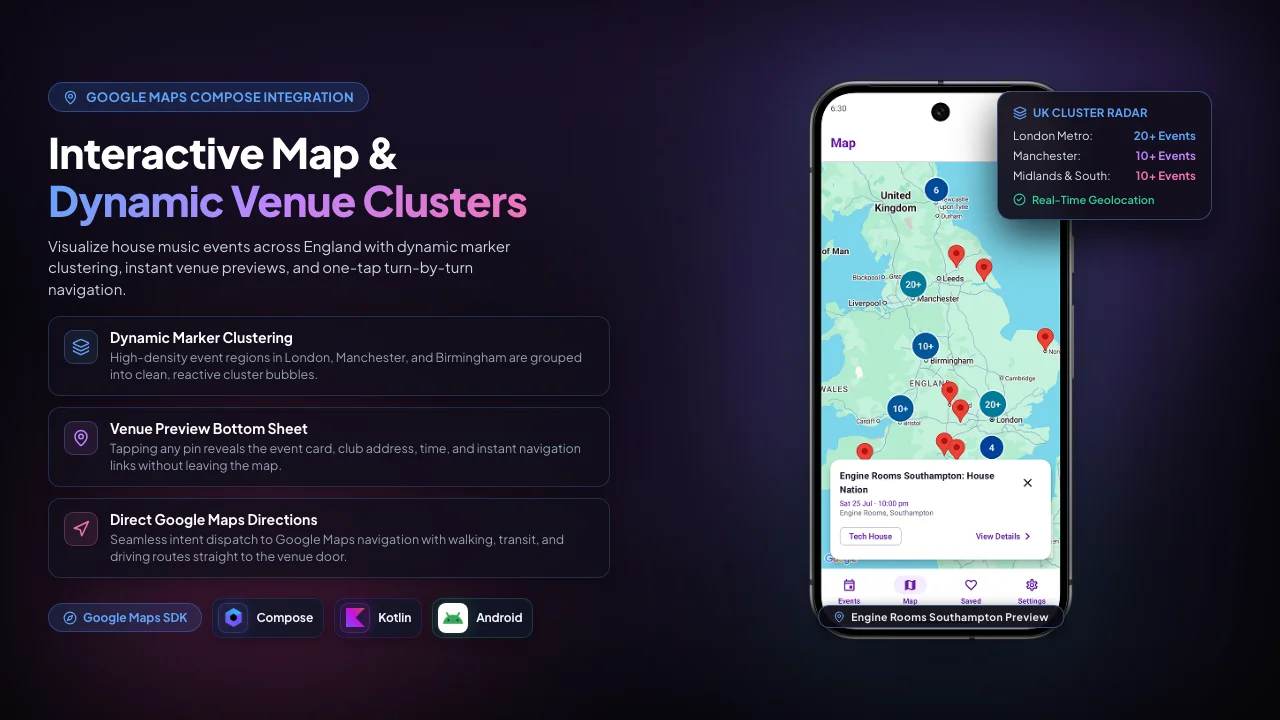 GOOGLE MAPS COMPOSE INTEGRATION
Interactive Map &
Dynamic Venue Clusters
Visualize house music events across England with dynamic marker
clustering, instant venue previews, and one-tap turn-by-turn
navigation.
Dynamic Marker Clustering
High-density event regions in London, Manchester, and Birmingham are grouped
into clean, reactive cluster bubbles.
Venue Preview Bottom Sheet
Tapping any pin reveals the event card, club address, time, and instant navigation
links without leaving the map.
Direct Google Maps Directions
Seamless intent dispatch to Google Maps navigation with walking, transit, and
driving routes straight to the venue door.
Google Maps SDK
Compose
Kotlin
Android
6:30
Map
UK CLUSTER RADAR
London Metro: 20+ Events
Manchester: 10+ Events
Midlands & South: 10+ Events
Real-Time Geolocation
United
Kingdom
6
upon Tyne
Durham
of Man
Blackpool
Leeds
20+
Liverpool
Manchester
10+
Birmingham
WALES
ENGLAND
Cambridge
10+
20+
Cardiff
Bristol
London
4
Engine Rooms Southampton: House
Nation
Sat 25 Jul · 10:00 pm
Engine Rooms, Southampton
Tech House
View Details
Google
Events
Map
Saved
Settings
Engine Rooms Southampton Preview